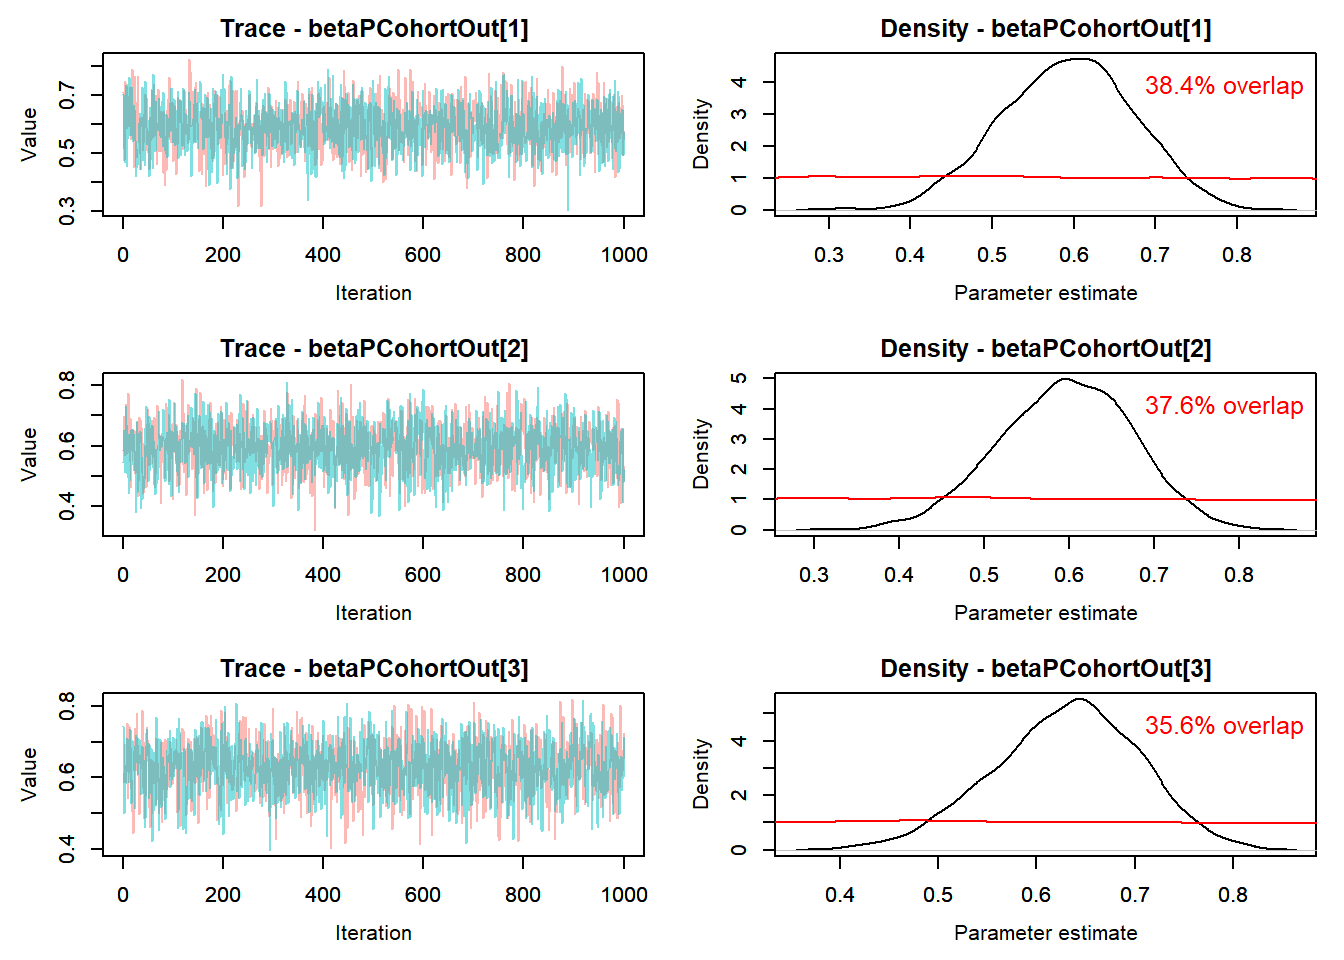 Trace - betaPCohortOut[1]
Value
0.3 0.5 0.7
0 200 400 600 800 1000
Iteration
Density - betaPCohortOut[1]
38.4% overlap
Density
0 1 2 3 4
0.3 0.4 0.5 0.6 0.7 0.8
Parameter estimate
Trace - betaPCohortOut[2]
Value
0.4 0.6 0.8
0 200 400 600 800 1000
Iteration
Density - betaPCohortOut[2]
37.6% overlap
Density
0 1 2 3 4 5
0.3 0.4 0.5 0.6 0.7 0.8
Parameter estimate
Trace - betaPCohortOut[3]
Value
0.4 0.6 0.8
0 200 400 600 800 1000
Iteration
Density - betaPCohortOut[3]
35.6% overlap
Density
0 2 4
0.4 0.5 0.6 0.7 0.8
Parameter estimate